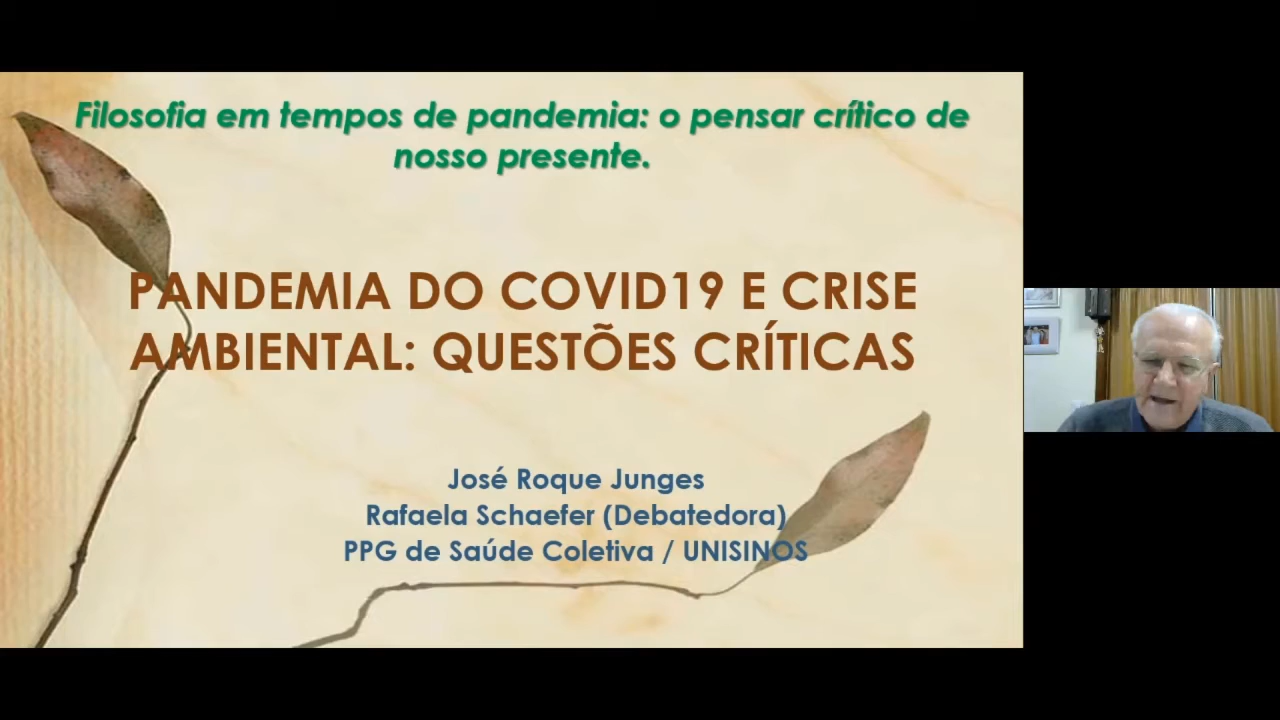 Filosofia em tempos de pandemia: o pensar crítico de
nosso presente.
PANDEMIA DO COVID19 E CRISE
AMBIENTAL: QUESTÕES CRÍTICAS
José Roque Junges
Rafaela Schaefer (Debatedora)
PPG de Saúde Coletiva / UNISINOS